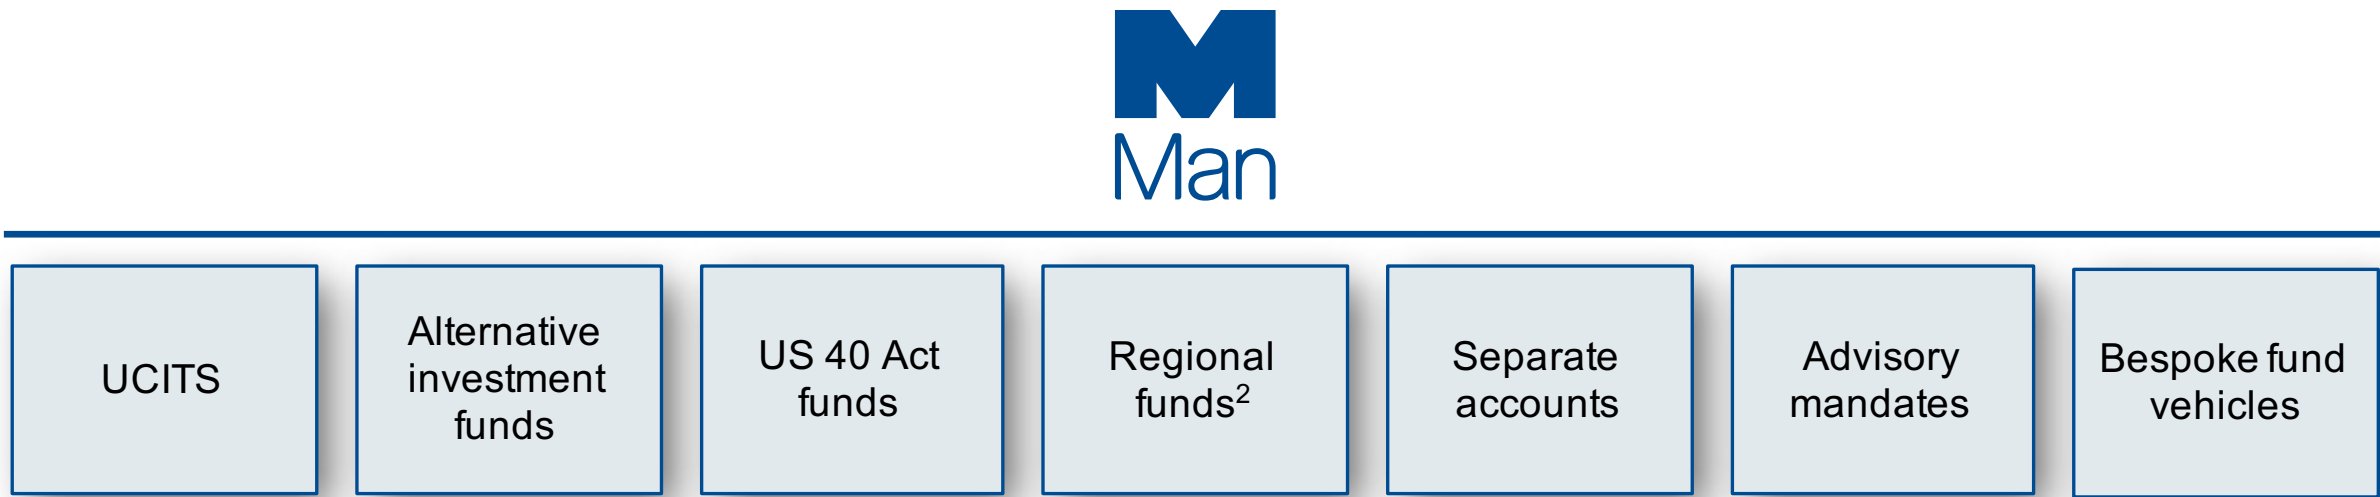 M
Man
UCITS
Alternative
investment
funds
US 40 Act
funds
Regional
funds²
Separate
accounts
Advisory
mandates
Bespoke fund
vehicles